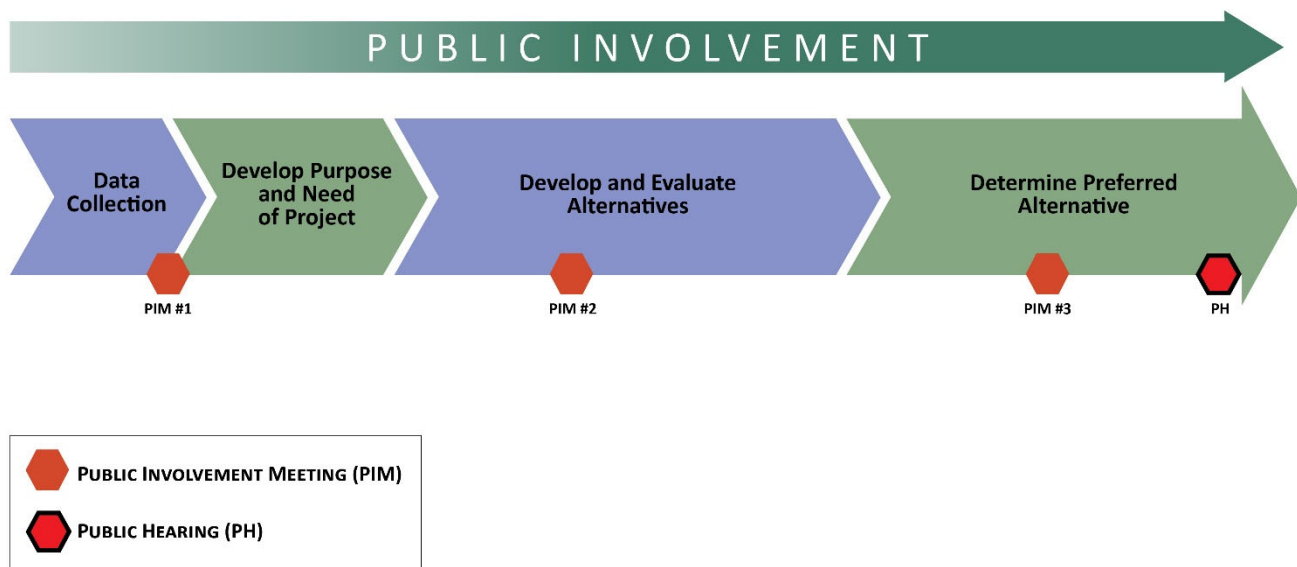 PUBLIC INVOLVEMENT
Data
Collection
Develop Purpose
and Need
of Project
Develop and Evaluate
Alternatives
Determine Preferred
Alternative
PIM #1
PIM #2
PIM #3
PH
PUBLIC INVOLVEMENT MEETING (PIM)
PUBLIC HEARING (PH)